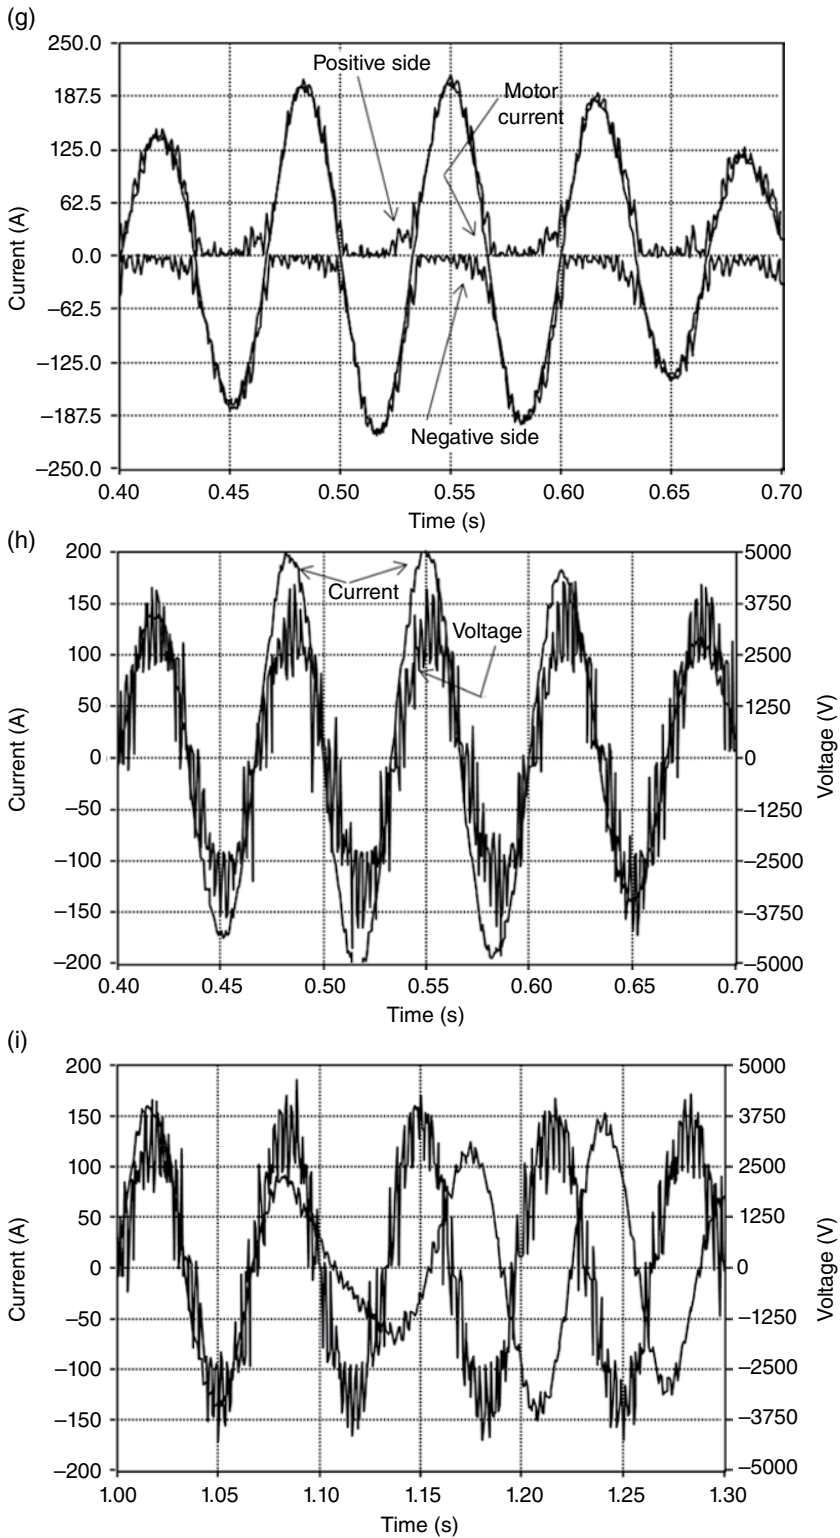 (g)
250.0
187.5
125.0
62.5
0.0
−62.5
−125.0
−187.5
−250.0
Current (A)
Positive side
Motor
current
Negative side
0.40 0.45 0.50 0.55 0.60 0.65 0.70
Time (s)
(h)
200
150
100
50
0
−50
−100
−150
−200
Current (A)
Current
Voltage
5000
3750
2500
1250
0
−1250
−2500
−3750
−5000
Voltage (V)
0.40 0.45 0.50 0.55 0.60 0.65 0.70
Time (s)
(i)
200
150
100
50
0
−50
−100
−150
−200
Current (A)
5000
3750
2500
1250
0
−1250
−2500
−3750
−5000
Voltage (V)
1.00 1.05 1.10 1.15 1.20 1.25 1.30
Time (s)